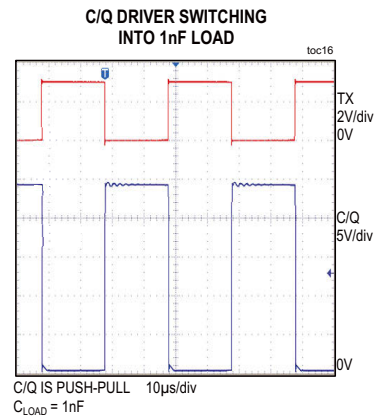 C/Q DRIVER SWITCHING
INTO 1nF LOAD
toc16
TX
2V/div
0V
C/Q
5V/div
0V
C/Q IS PUSH-PULL 10µs/div
CLOAD = 1nF